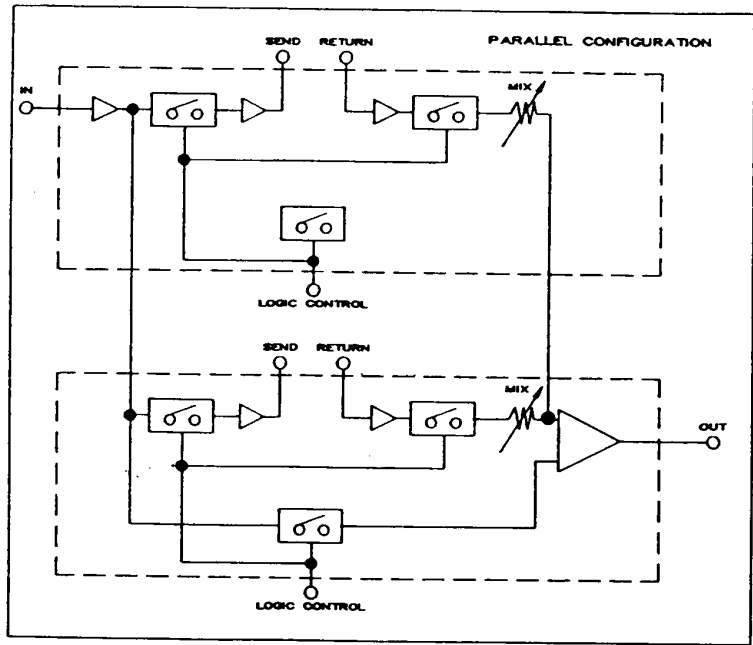 SEND RETURN PARALLEL CONFIGURATION
IN
MIX
LOGIC CONTROL
SEND RETURN
MIX
OUT
LOGIC CONTROL